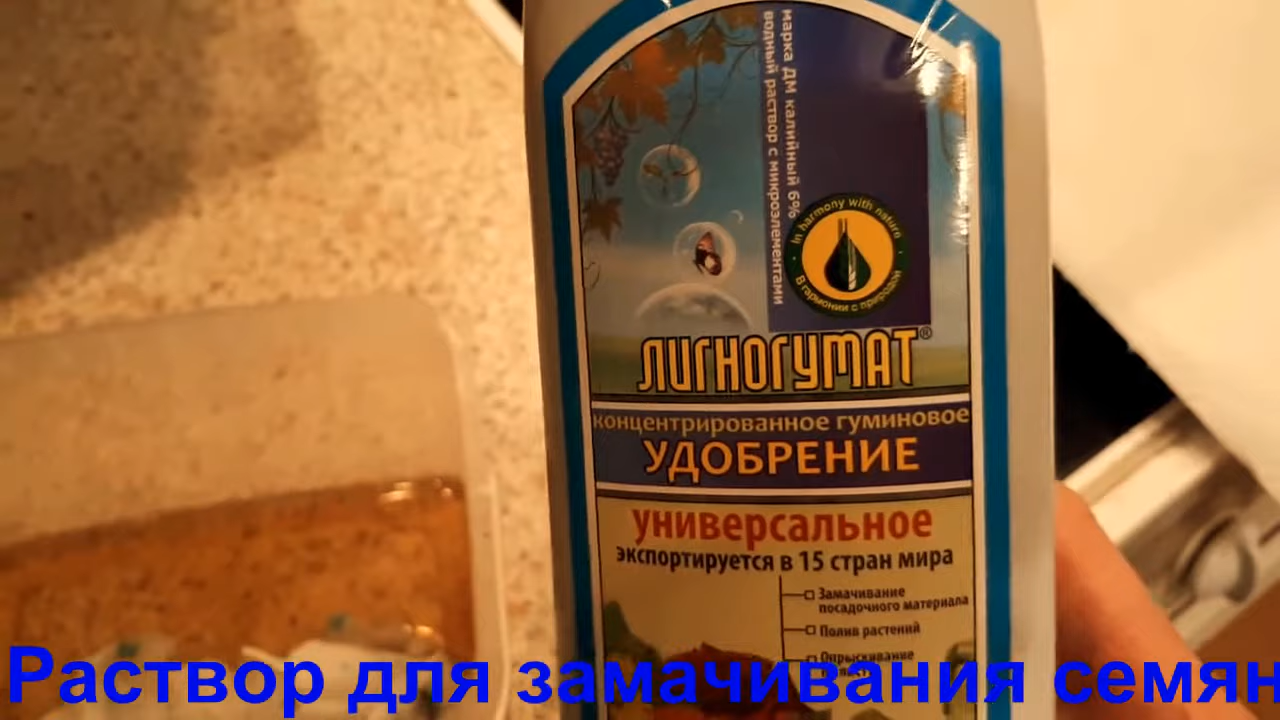 марка ДМ калийный 6%
водный раствор с микроэлементами
In harmony with nature
В гармонии с природой
ЛИГНОГУМАТ®
концентрированное гуминовое
УДОБРЕНИЕ
универсальное
экспортируется в 15 стран мира
Замачивание
посадочного материала
Полив растений
Опрыскивание
Раствор для замачивания семян